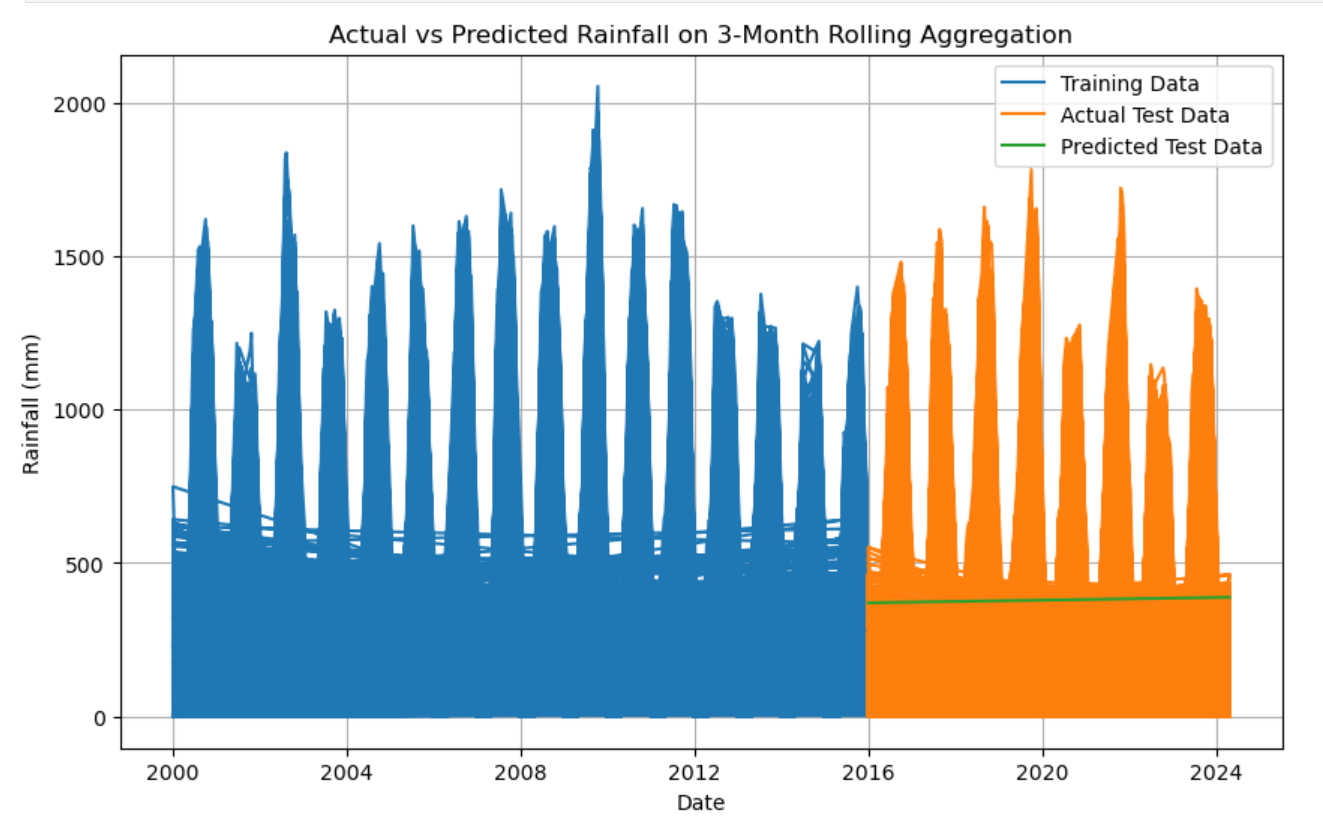 Actual vs Predicted Rainfall on 3-Month Rolling Aggregation
Training Data
Actual Test Data
Predicted Test Data
Rainfall (mm)
2000
1500
1000
500
0
2000 2004 2008 2012 2016 2020 2024
Date